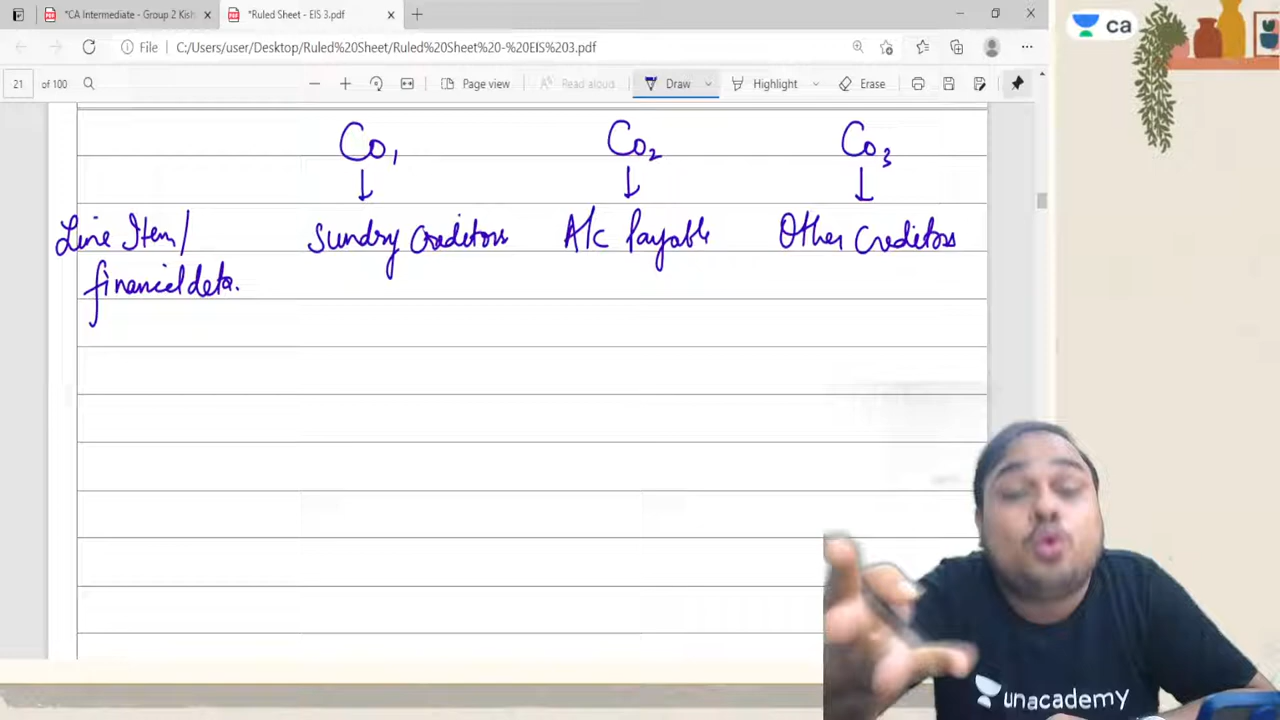 *CA Intermediate - Group 2 Kish
*Ruled Sheet - EIS 3.pdf
File
C:/Users/user/Desktop/Ruled%20Sheet/Ruled%20Sheet%20-%20EIS%203.pdf
21 of 100
Page view
Read aloud
Draw
Highlight
Erase
ca
Co1
Co2
Co3
Line Item/
Sundry Creditors
A/c Payable
Other Creditors
financial data.
unacademy